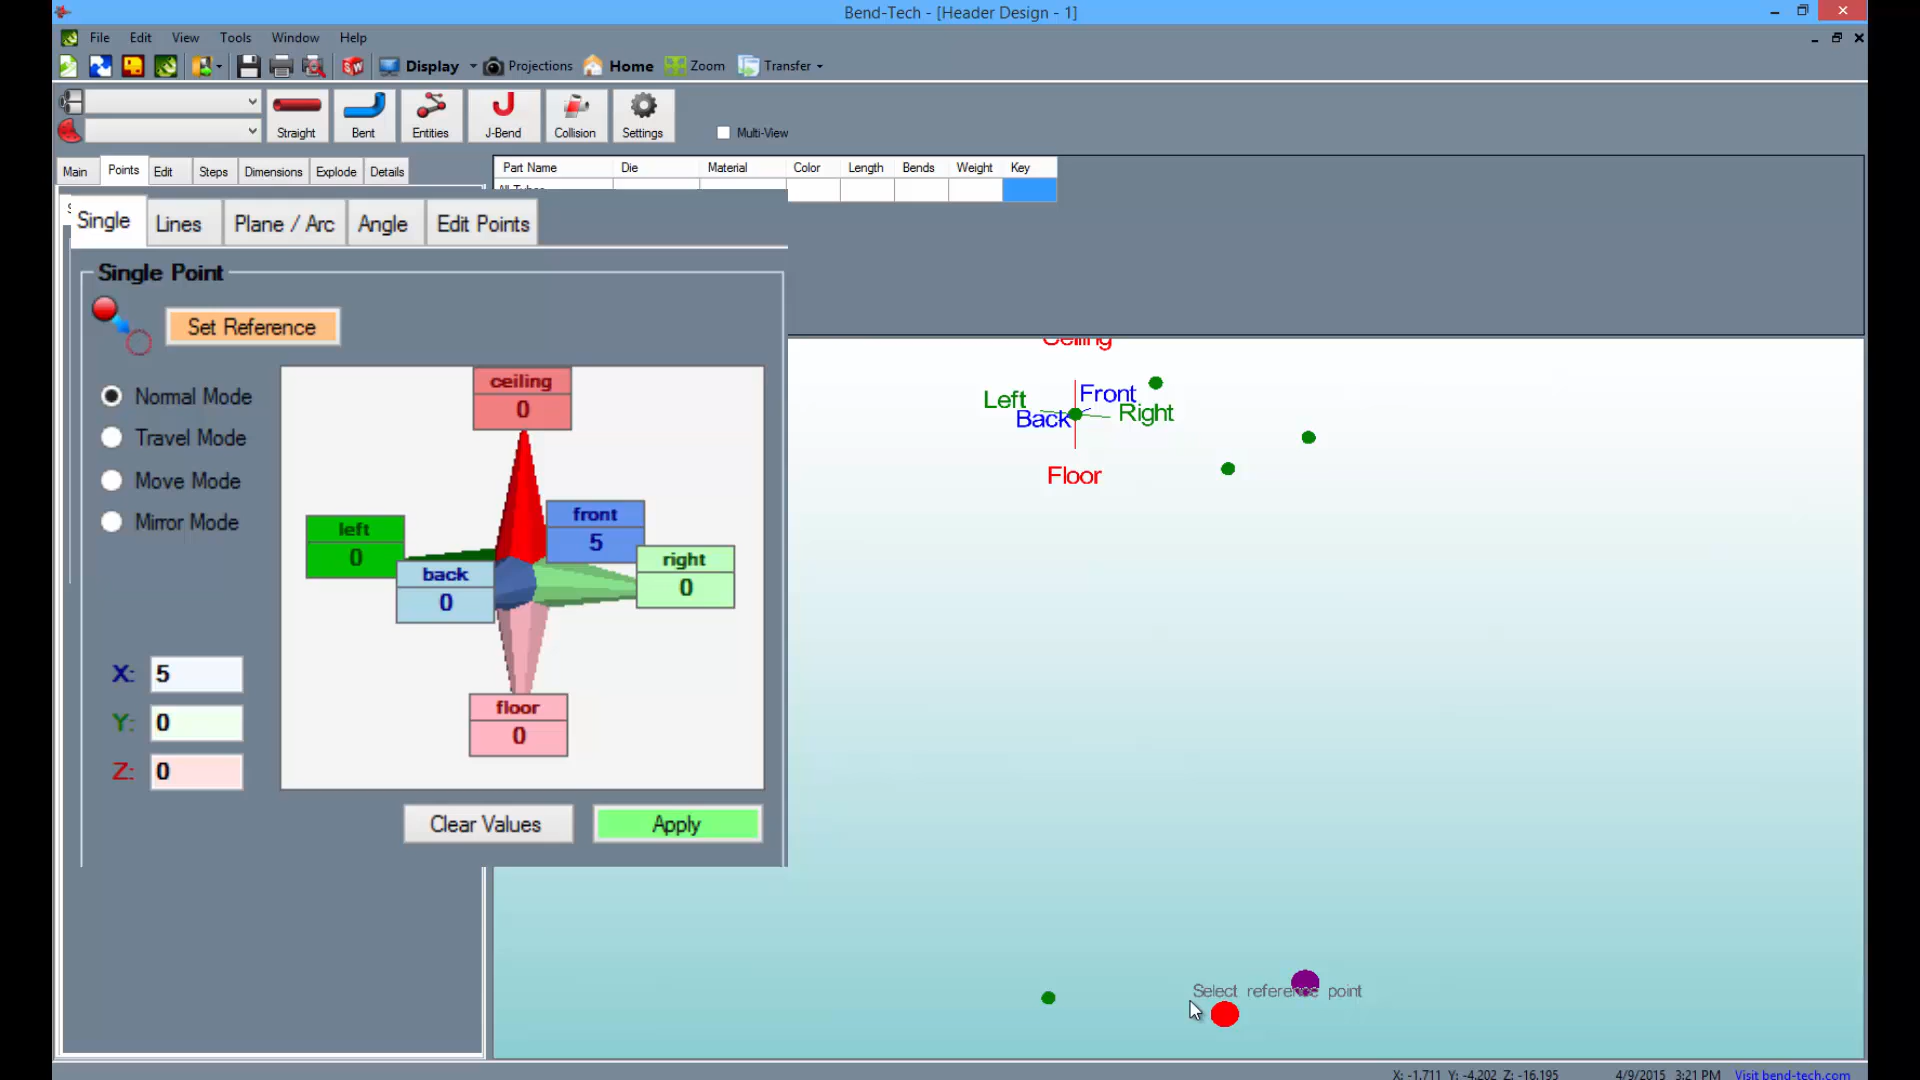 Bend-Tech - [Header Design - 1]
File Edit View Tools Window Help
Display Projections Home Zoom Transfer
Straight Bent Entities J-Bend Collision Settings Multi-View
Main Points Edit Steps Dimensions Explode Details
Part Name Die Material Color Length Bends Weight Key
All Tubes
Single Lines Plane / Arc Angle Edit Points
Single Point
Set Reference
Normal Mode
Travel Mode
Move Mode
Mirror Mode
ceiling
0
front
5
left
0
right
0
back
0
floor
0
X: 5
Y: 0
Z: 0
Clear Values Apply
Ceiling
Left Front
Back Right
Floor
Select reference point
X: -1.711 Y: -4.202 Z: -16.195 4/9/2015 3:21 PM Visit bend-tech.com